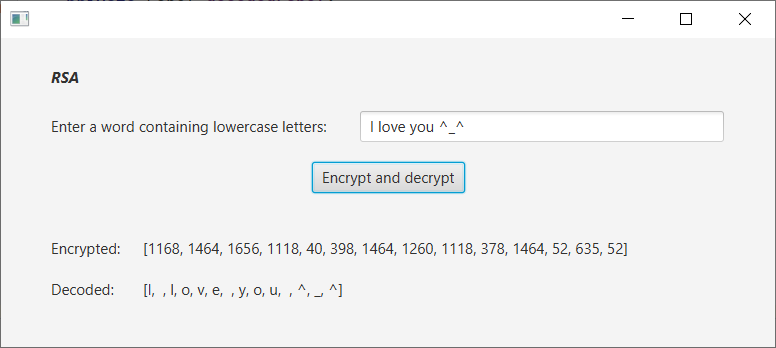 RSA
Enter a word containing lowercase letters: I love you ^_^
Encrypt and decrypt
Encrypted: [1168, 1464, 1656, 1118, 40, 398, 1464, 1260, 1118, 378, 1464, 52, 635, 52]
Decoded: [I,  , l, o, v, e,  , y, o, u,  , ^, _, ^]